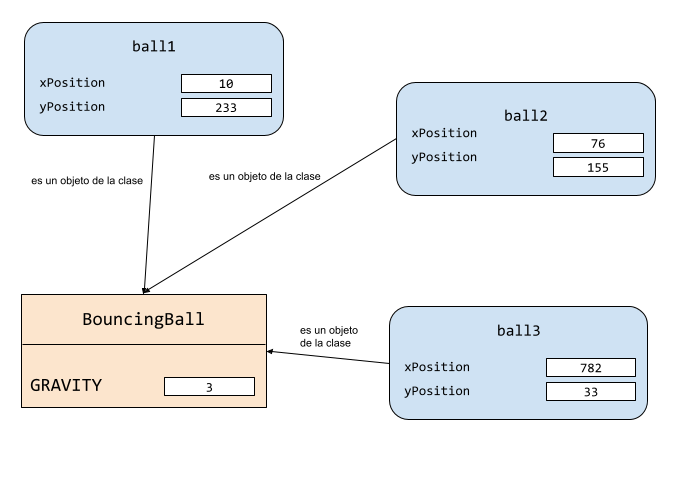 ball1
xPosition 10
yPosition 233
ball2
xPosition 76
yPosition 155
es un objeto de la clase
es un objeto de la clase
BouncingBall
GRAVITY 3
es un objeto
de la clase
ball3
xPosition 782
yPosition 33